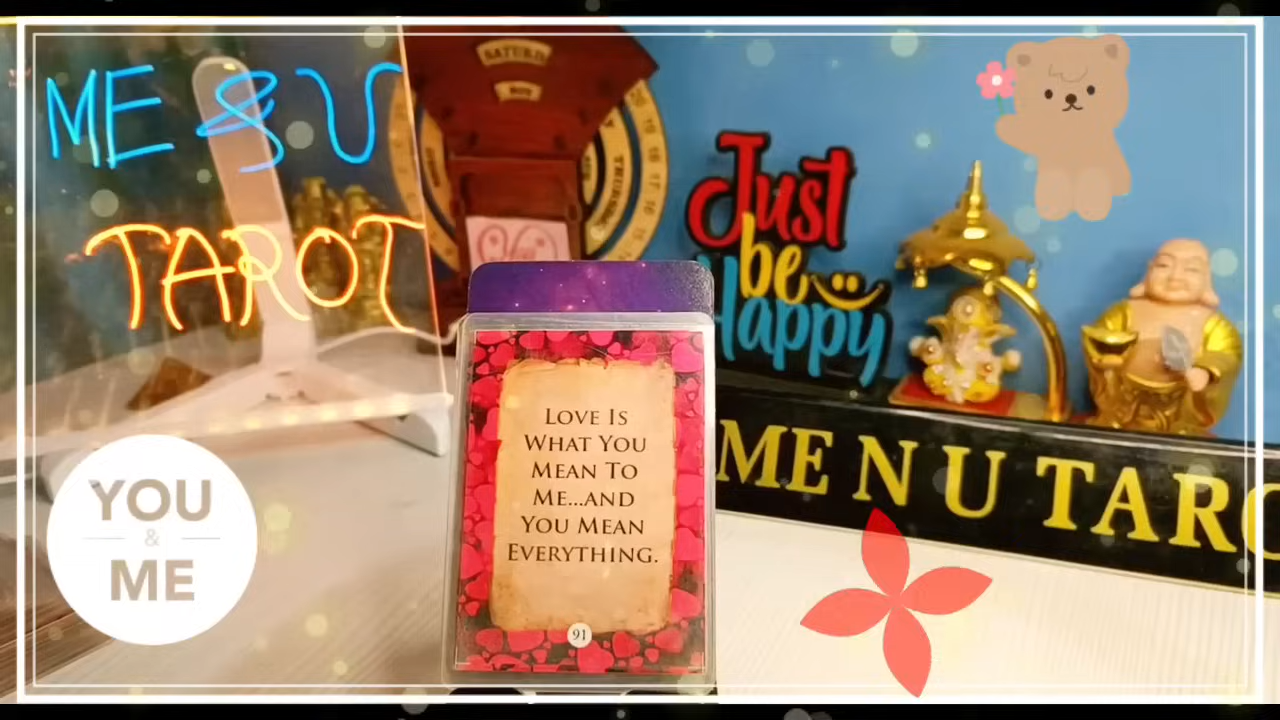 ME & U
TAROT
SATURN
Just
be
Happy
LOVE IS
WHAT YOU
MEAN TO
ME...AND
YOU MEAN
EVERYTHING.
91
ME N U TARO
YOU
&
ME